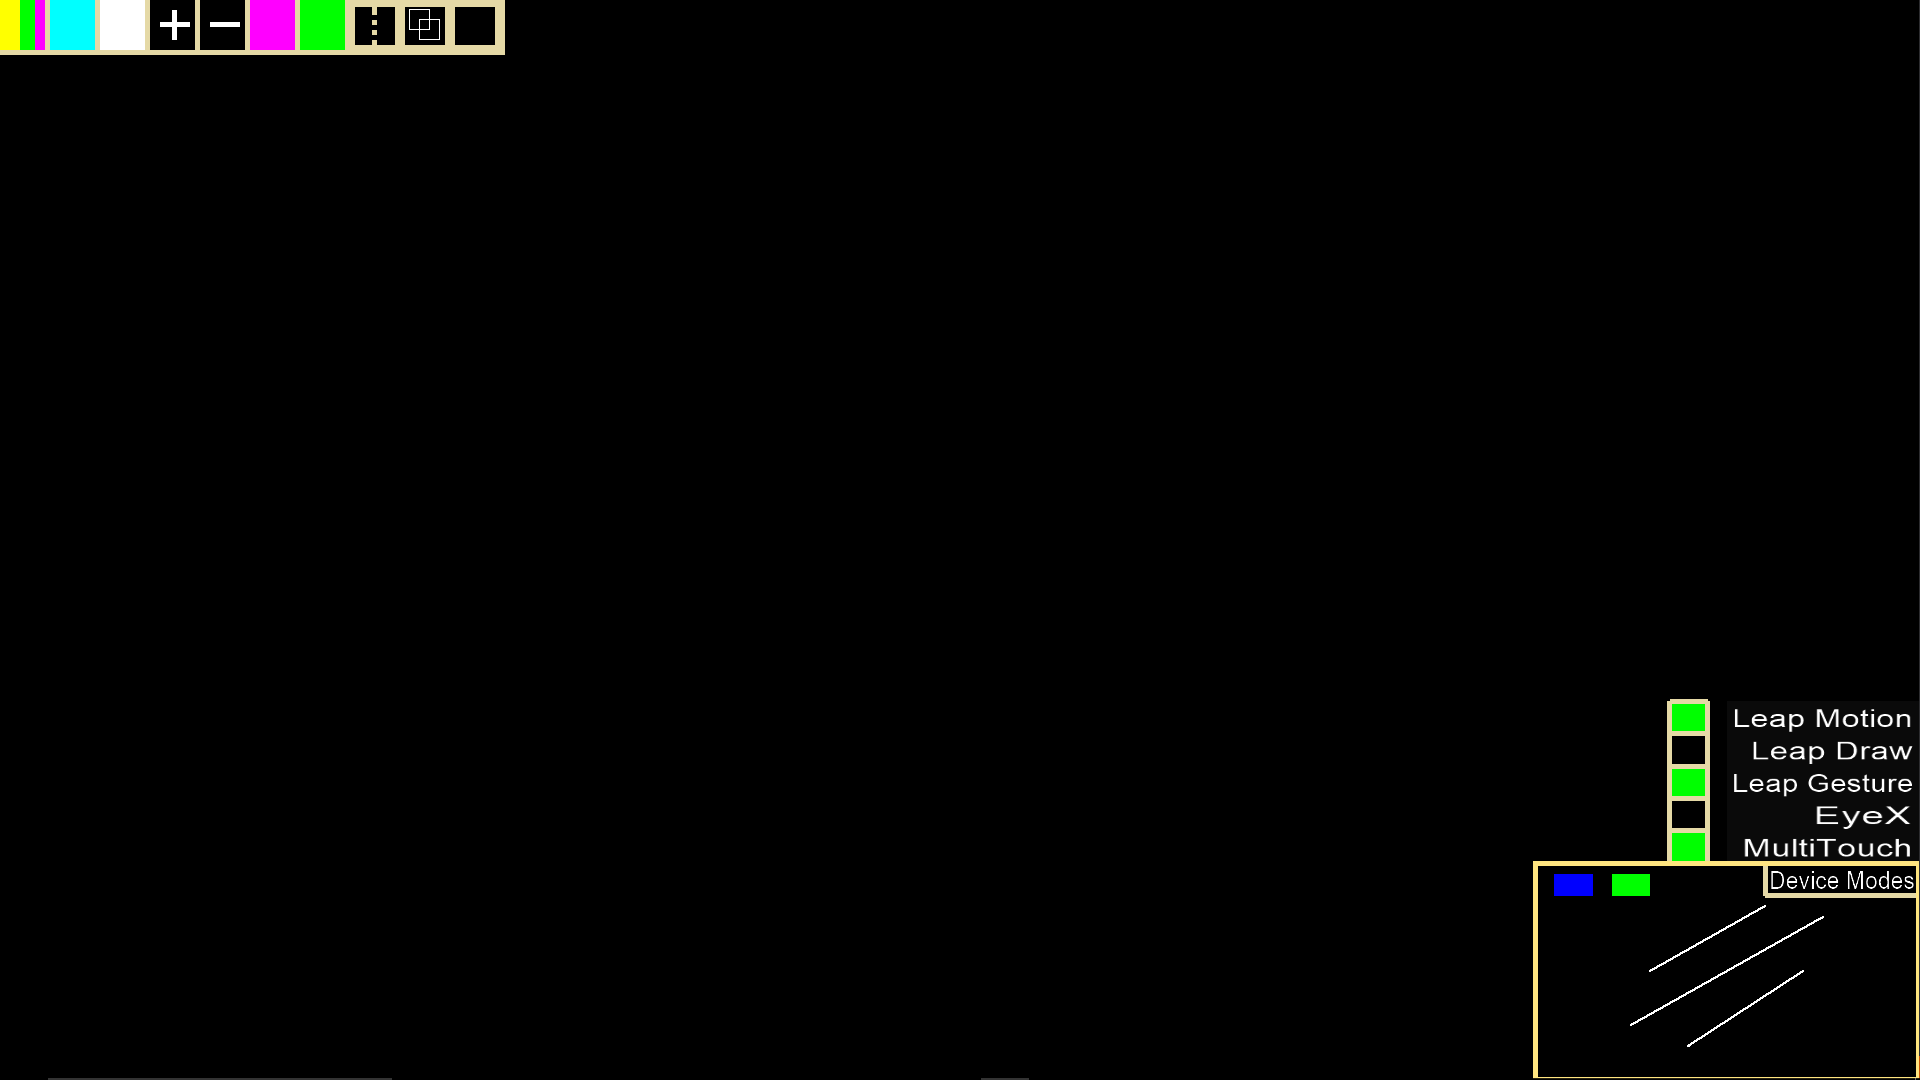 Leap Motion
Leap Draw
Leap Gesture
EyeX
MultiTouch
Device Modes